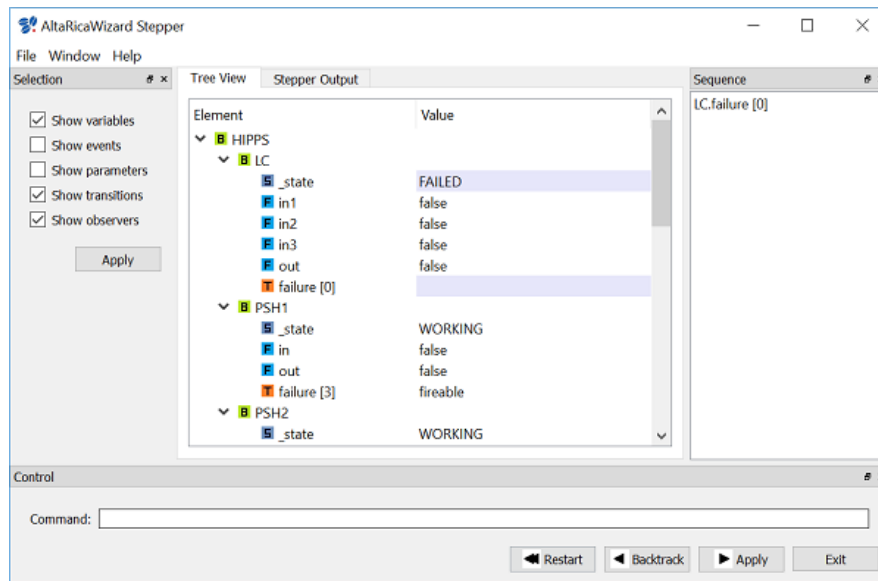 AltaRicaWizard Stepper
File Window Help
Selection
Show variables
Show events
Show parameters
Show transitions
Show observers
Apply
Tree View Stepper Output
Element Value
B HIPPS
B LC
S _state FAILED
F in1 false
F in2 false
F in3 false
F out false
T failure [0]
B PSH1
S _state WORKING
F in false
F out false
T failure [3] fireable
B PSH2
S _state WORKING
Sequence
LC.failure [0]
Control
Command:
Restart Backtrack Apply Exit